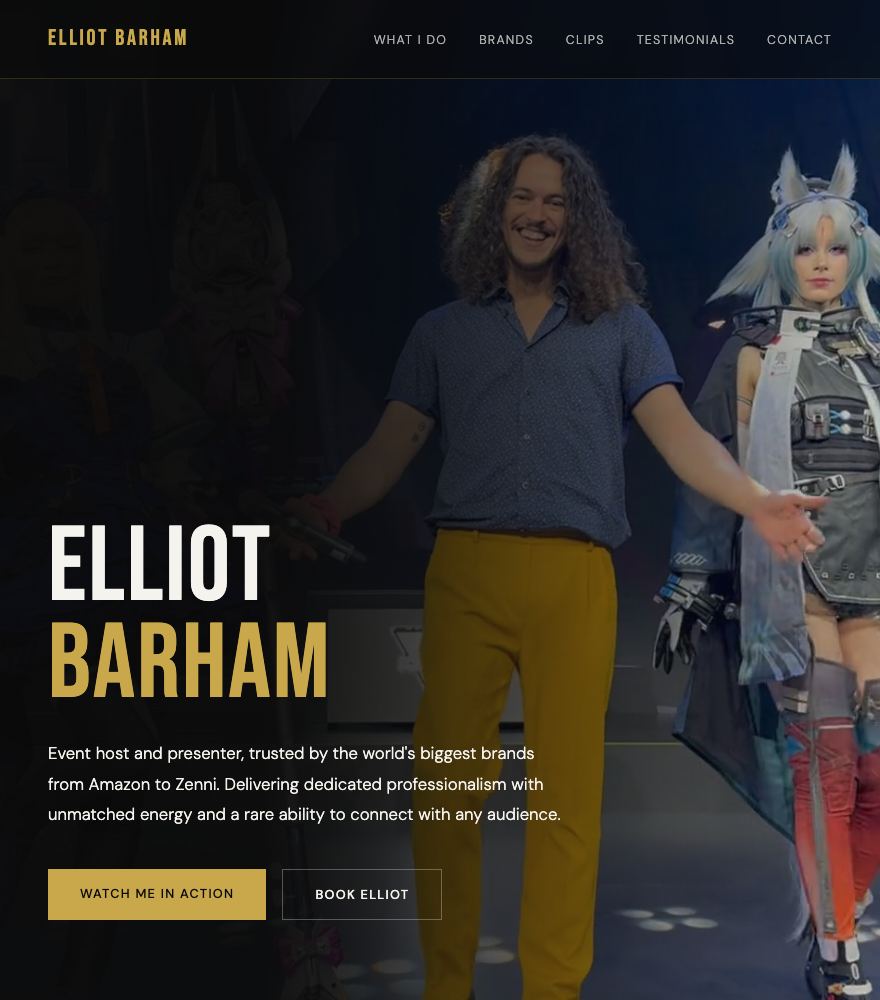 ELLIOT BARHAM
WHAT I DO
BRANDS
CLIPS
TESTIMONIALS
CONTACT
ELLIOT
BARHAM
Event host and presenter, trusted by the world's biggest brands
from Amazon to Zenni. Delivering dedicated professionalism with
unmatched energy and a rare ability to connect with any audience.
WATCH ME IN ACTION
BOOK ELLIOT